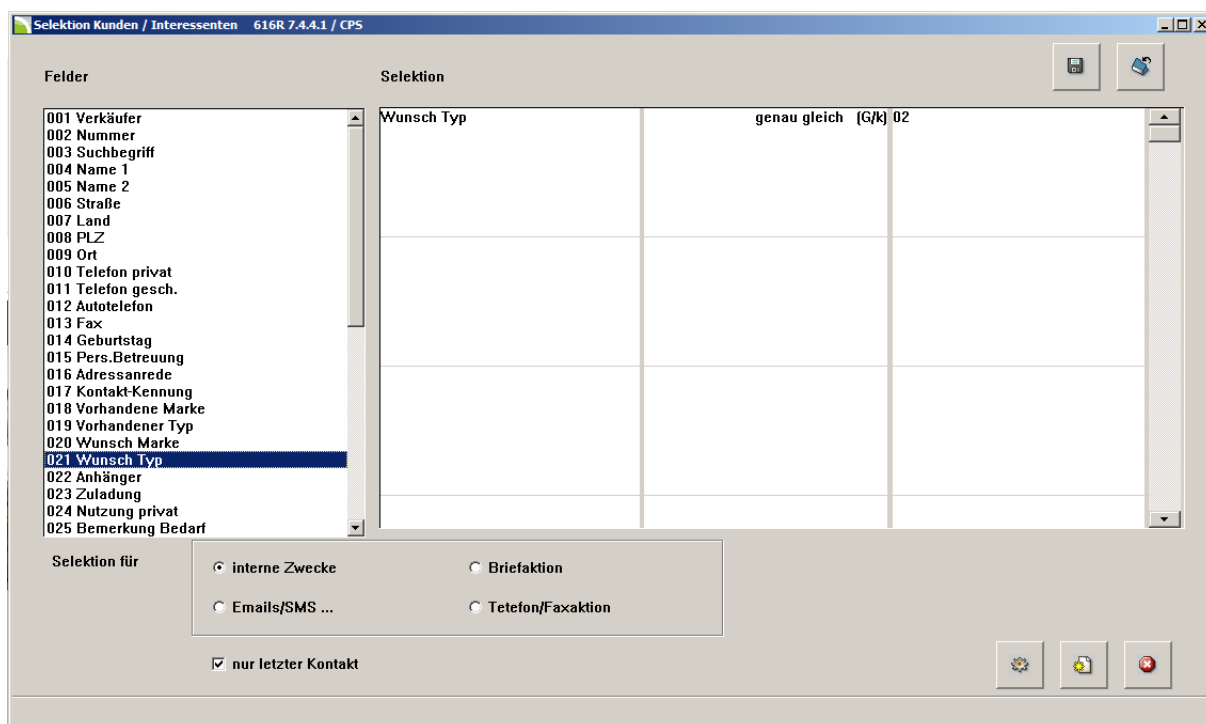 Selektion Kunden / Interessenten 616R 7.4.4.1 / CPS
Felder
Selektion
001 Verkäufer
002 Nummer
003 Suchbegriff
004 Name 1
005 Name 2
006 Straße
007 Land
008 PLZ
009 Ort
010 Telefon privat
011 Telefon gesch.
012 Autotelefon
013 Fax
014 Geburtstag
015 Pers.Betreuung
016 Adressanrede
017 Kontakt-Kennung
018 Vorhandene Marke
019 Vorhandener Typ
020 Wunsch Marke
021 Wunsch Typ
022 Anhänger
023 Zuladung
024 Nutzung privat
025 Bemerkung Bedarf
Wunsch Typ genau gleich (G/k) 02
Selektion für
interne Zwecke
Briefaktion
Emails/SMS ...
Tetefon/Faxaktion
nur letzter Kontakt